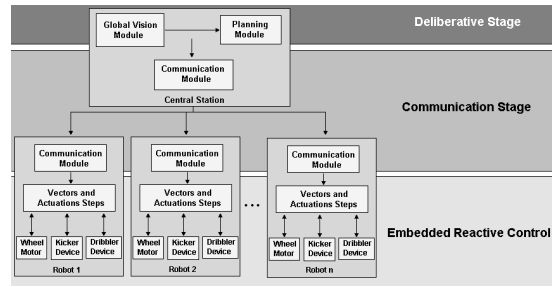 Deliberative Stage
Global Vision
Module
Planning
Module
Communication
Module
Central Station
Communication Stage
Communication
Module
Vectors and
Actuations Steps
Wheel
Motor
Kicker
Device
Dribbler
Device
Robot 1
Communication
Module
Vectors and
Actuations Steps
Wheel
Motor
Kicker
Device
Dribbler
Device
Robot 2
...
Communication
Module
Vectors and
Actuations Steps
Wheel
Motor
Kicker
Device
Dribbler
Device
Robot n
Embedded Reactive Control